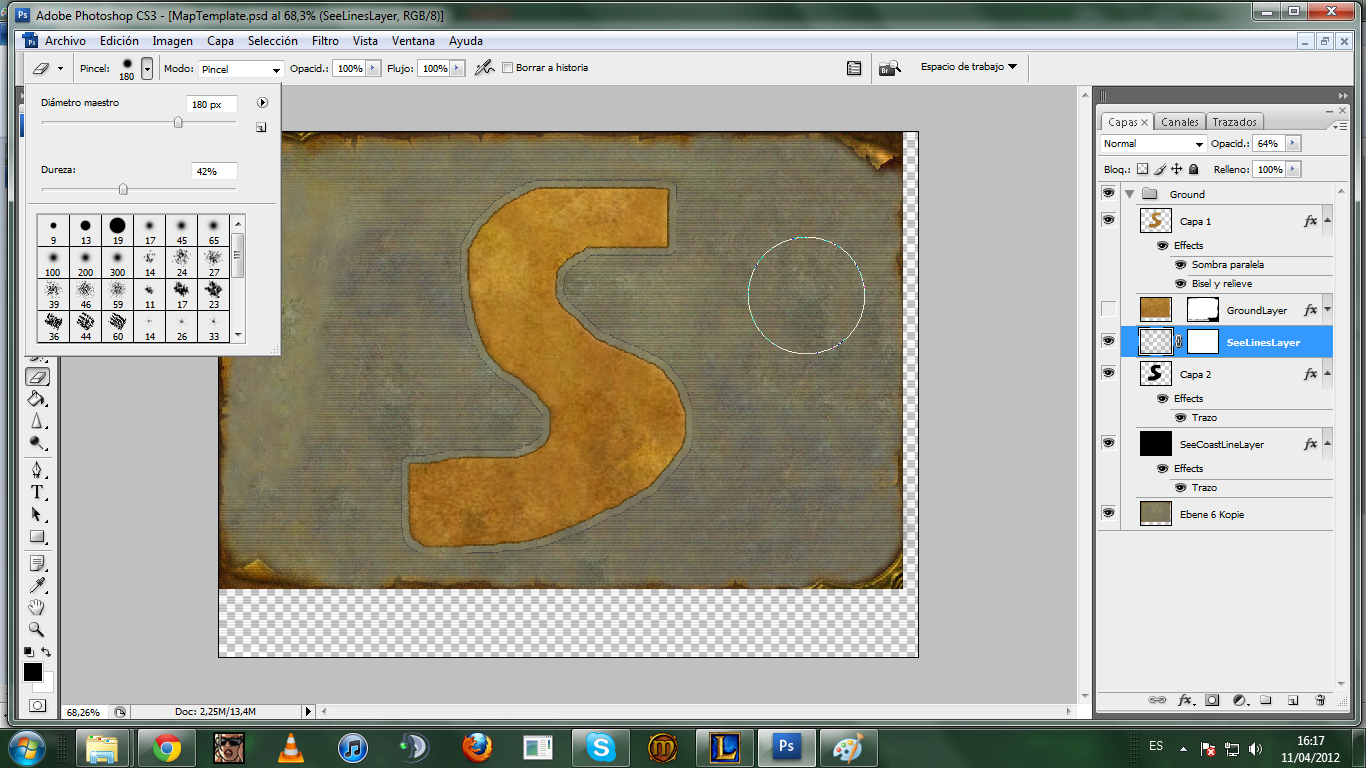 Adobe Photoshop CS3 - [MapTemplate.psd al 68,3% (SeeLinesLayer, RGB/8)]
Archivo Edición Imagen Capa Selección Filtro Vista Ventana Ayuda
Pincel: 180 Modo: Pincel Opacid.: 100% Flujo: 100% Borrar a historia Espacio de trabajo
Diámetro maestro 180 px
Dureza: 42%
9 13 19 17 45 65
100 200 300 14 24 27
39 46 59 11 17 23
36 44 60 14 26 33
S
Capas Canales Trazados
Normal Opacid.: 64%
Bloq.: Relleno: 100%
Ground
Capa 1
Effects
Sombra paralela
Bisel y relieve
GroundLayer
SeeLinesLayer
Capa 2
Effects
Trazo
SeeCoastLineLayer
Effects
Trazo
Ebene 6 Kopie
68,26% Doc: 2,25M/13,4M
ES 16:17
11/04/2012